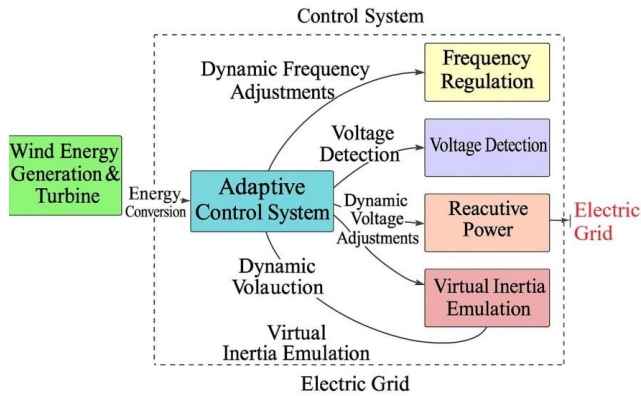 Control System
Dynamic Frequency
Adjustments
Frequency
Regulation
Wind Energy
Generation &
Turbine
Energy
Conversion
Adaptive
Control System
Voltage
Detection
Voltage Detection
Dynamic
Voltage
Adjustments
Reacutive
Power
Electric
Grid
Dynamic
Volauction
Virtual Inertia
Emulation
Virtual
Inertia Emulation
Electric Grid